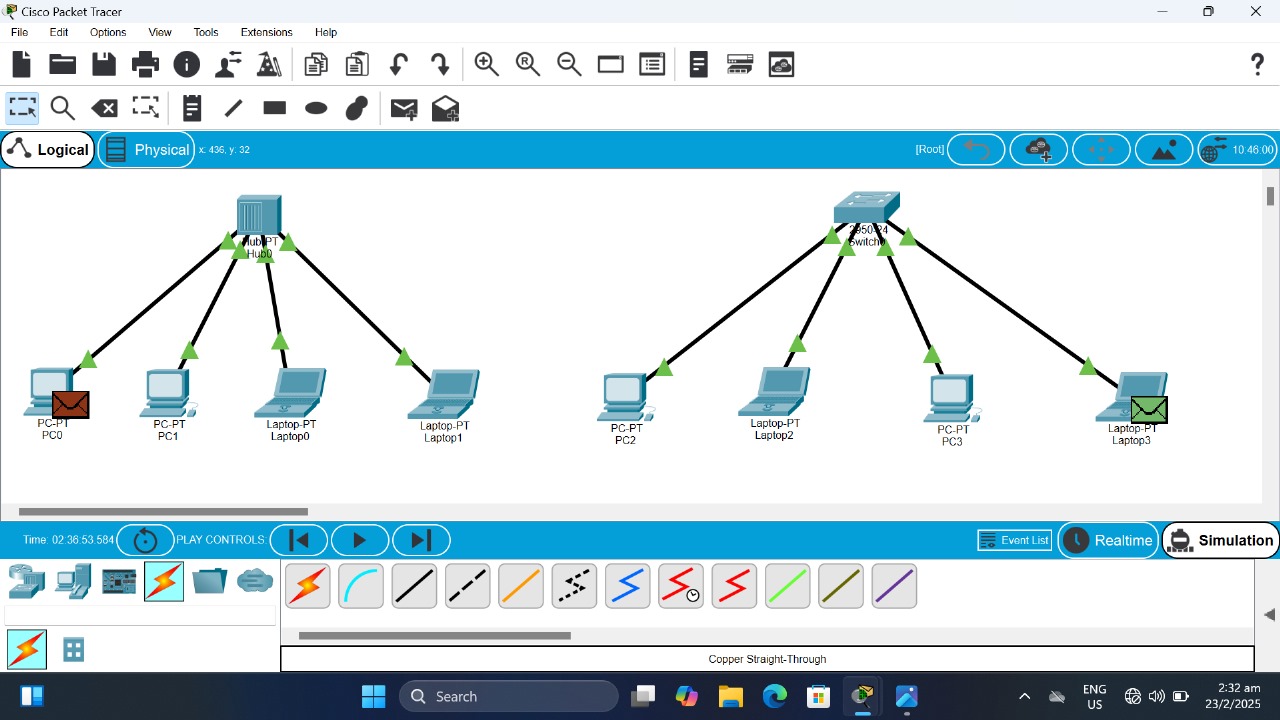 Cisco Packet Tracer
File Edit Options View Tools Extensions Help
Logical Physical x: 436, y: 32 [Root] 10:46:00
Hub-PT
Hub0
2950-24
Switch0
PC-PT
PC0
PC-PT
PC1
Laptop-PT
Laptop0
Laptop-PT
Laptop1
PC-PT
PC2
Laptop-PT
Laptop2
PC-PT
PC3
Laptop-PT
Laptop3
Time: 02:36:53.584 PLAY CONTROLS: Event List Realtime Simulation
Copper Straight-Through
Search
ENG
US
2:32 am
23/2/2025